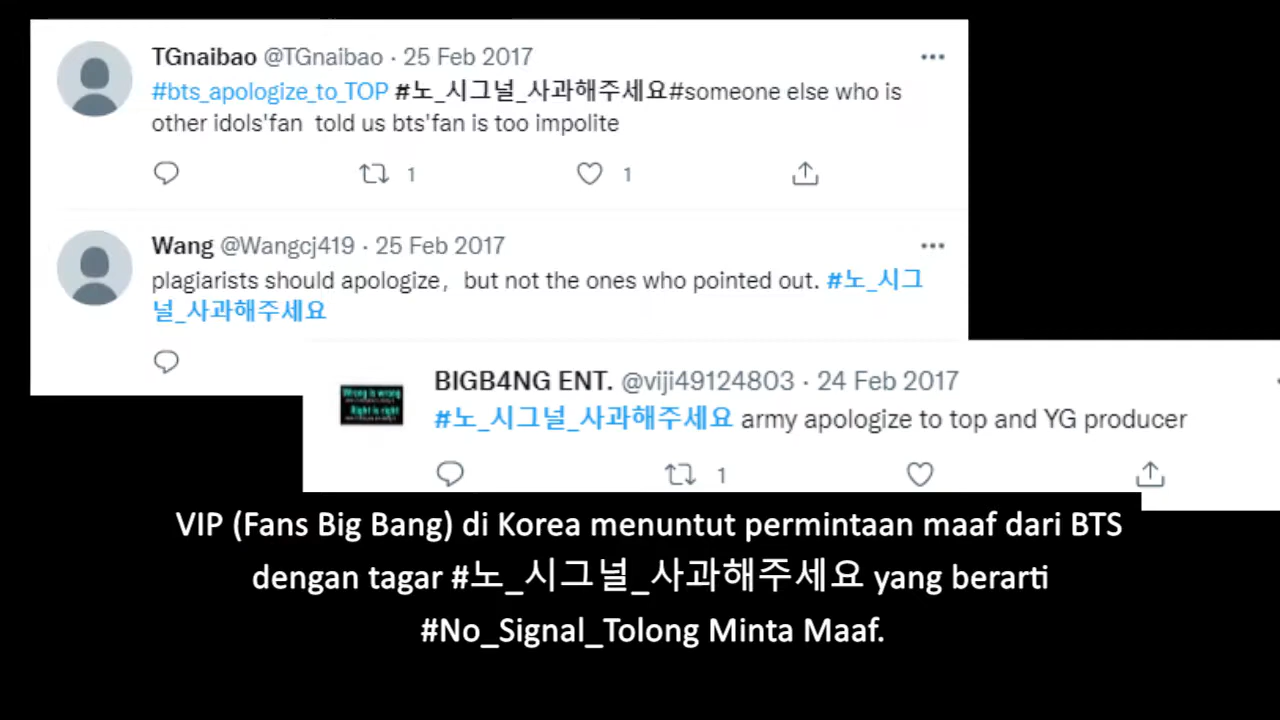 TGnaibao @TGnaibao · 25 Feb 2017
#bts_apologize_to_TOP #노_시그널_사과해주세요#someone else who is
other idols'fan told us bts'fan is too impolite
1 1
Wang @Wangcj419 · 25 Feb 2017
plagiarists should apologize，but not the ones who pointed out. #노_시그
널_사과해주세요
Wrong is wrong
Right is right
BIGB4NG ENT. @viji49124803 · 24 Feb 2017
#노_시그널_사과해주세요 army apologize to top and YG producer
1
VIP (Fans Big Bang) di Korea menuntut permintaan maaf dari BTS
dengan tagar #노_시그널_사과해주세요 yang berarti
#No_Signal_Tolong Minta Maaf.